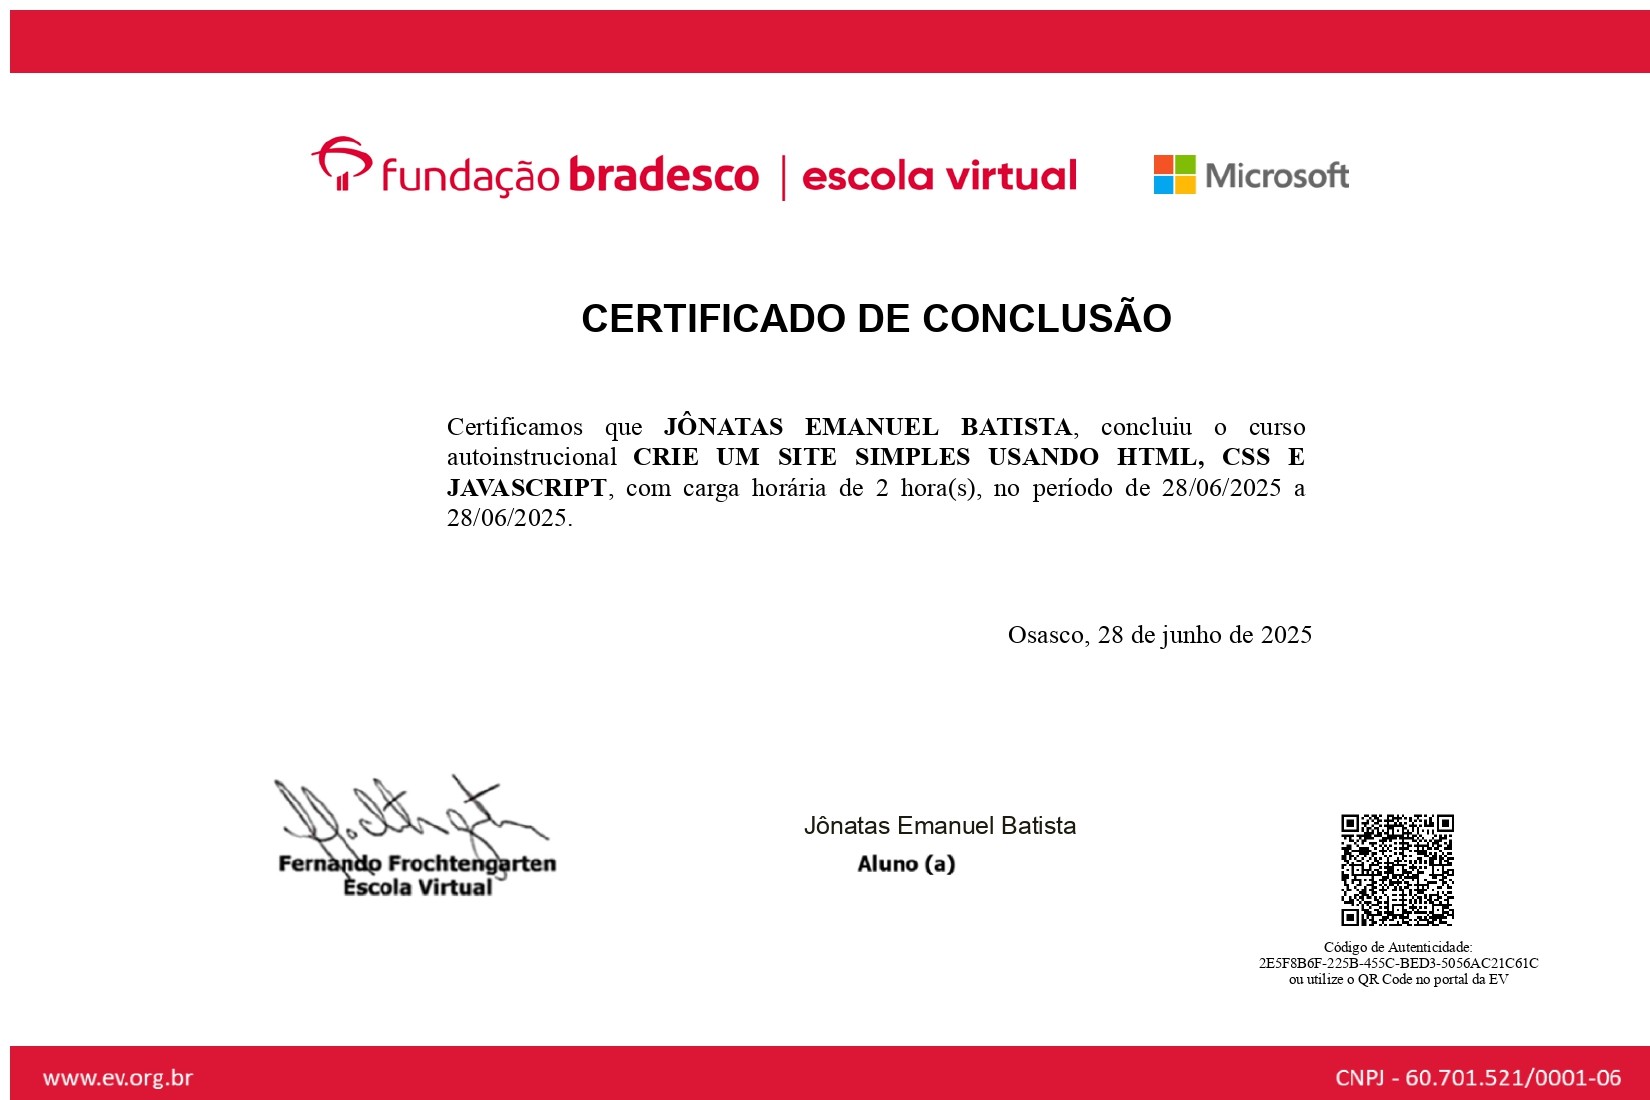 fundação bradesco | escola virtual Microsoft
CERTIFICADO DE CONCLUSÃO
Certificamos que JÔNATAS EMANUEL BATISTA, concluiu o curso
autoinstrucional CRIE UM SITE SIMPLES USANDO HTML, CSS E
JAVASCRIPT, com carga horária de 2 hora(s), no período de 28/06/2025 a
28/06/2025.
Osasco, 28 de junho de 2025
Fernando Frochtengarten
Escola Virtual
Jônatas Emanuel Batista
Aluno (a)
Código de Autenticidade:
2E5F8B6F-225B-455C-BED3-5056AC21C61C
ou utilize o QR Code no portal da EV
www.ev.org.br
CNPJ - 60.701.521/0001-06